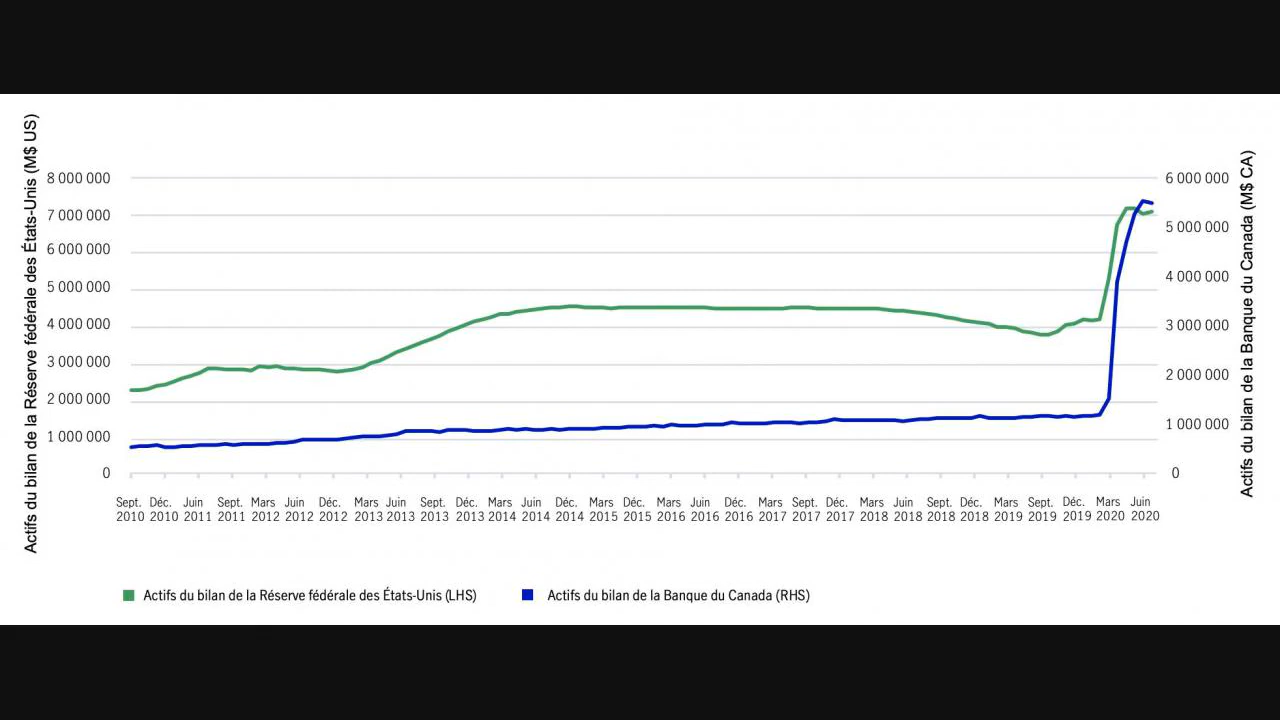 Actifs du bilan de la Réserve fédérale des États-Unis (M$ US)
8 000 000
7 000 000
6 000 000
5 000 000
4 000 000
3 000 000
2 000 000
1 000 000
0
6 000 000
5 000 000
4 000 000
3 000 000
2 000 000
1 000 000
0
Actifs du bilan de la Banque du Canada (M$ CA)
Sept. Déc. Juin Sept. Mars Juin Déc. Mars Juin Sept. Déc. Mars Juin Déc. Mars Juin Sept. Juin Déc. Mars Sept. Déc. Mars Juin Sept. Déc. Mars Sept. Déc. Mars Juin
2010 2010 2011 2011 2012 2012 2012 2013 2013 2013 2013 2014 2014 2014 2015 2015 2016 2016 2016 2017 2017 2017 2018 2018 2018 2018 2019 2019 2019 2020 2020
Actifs du bilan de la Réserve fédérale des États-Unis (LHS)
Actifs du bilan de la Banque du Canada (RHS)